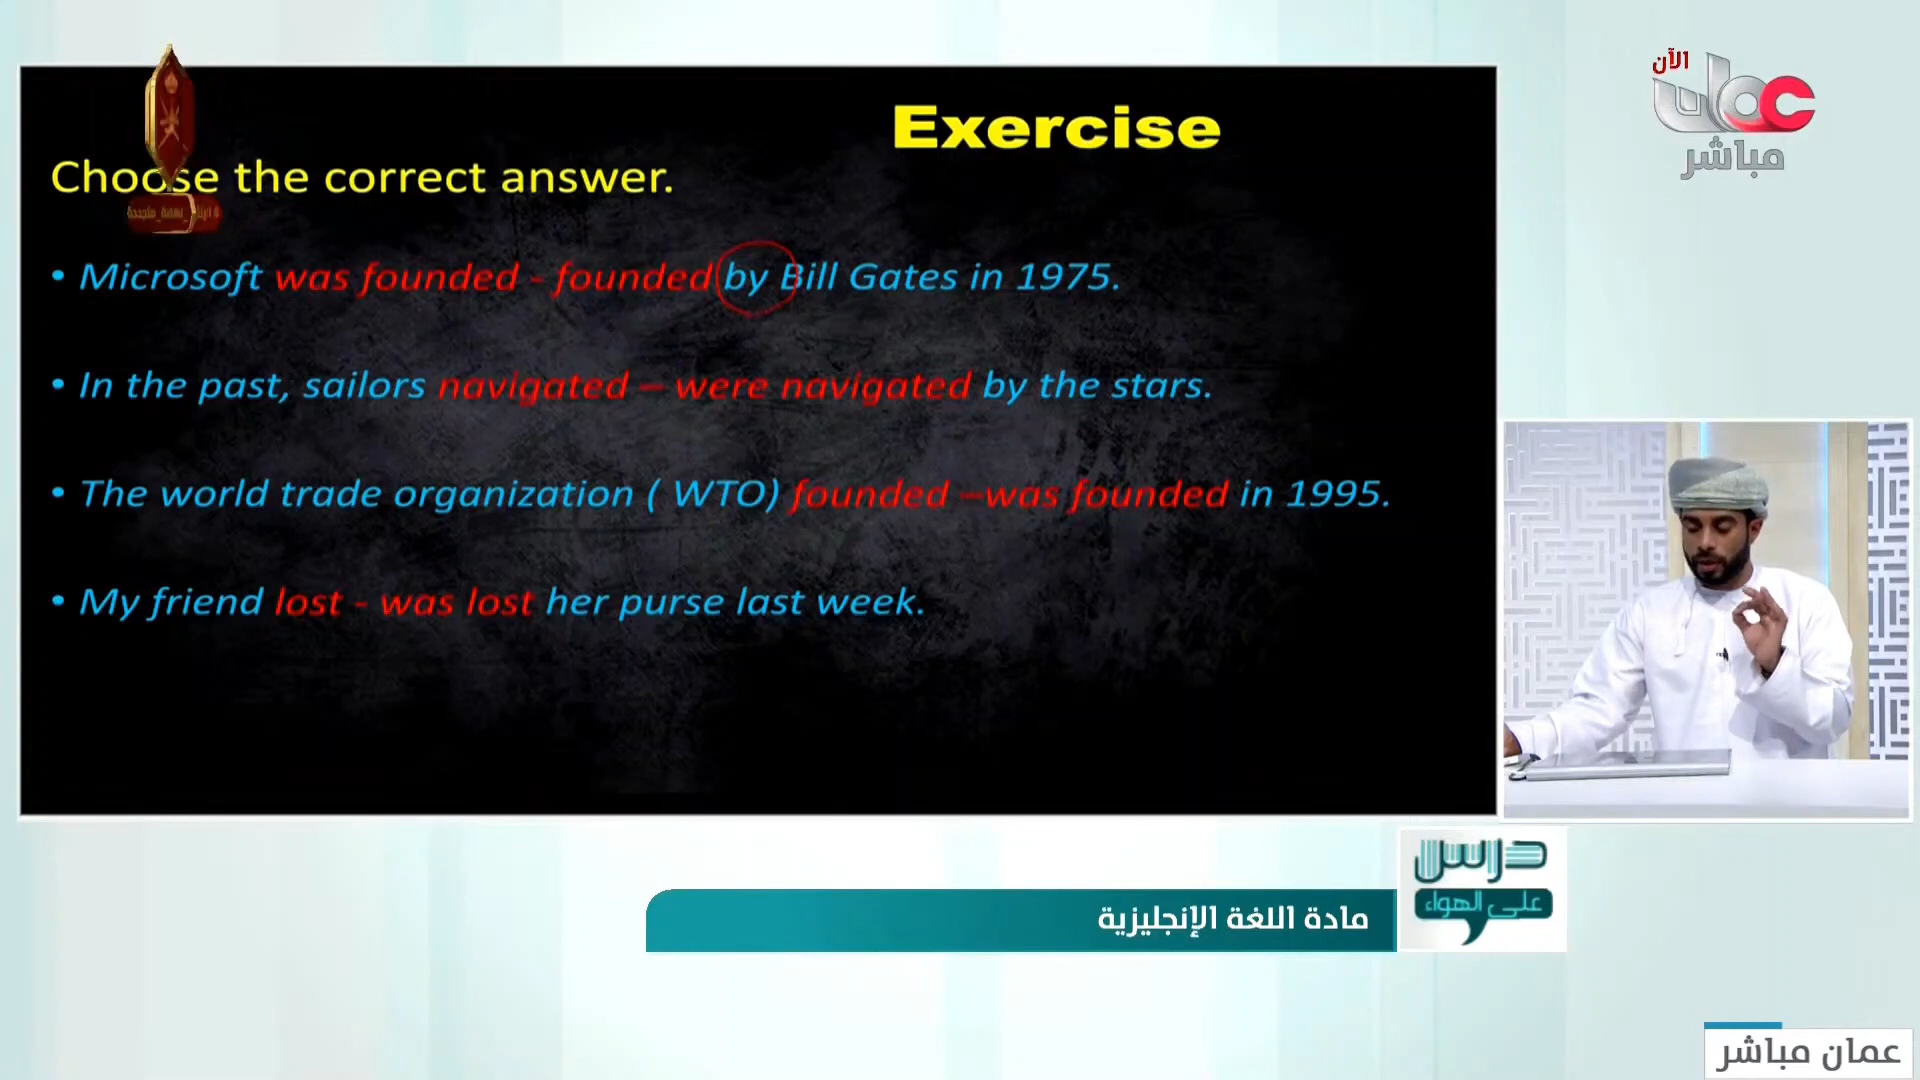 الآن
عمان
مباشر
Exercise
Choose the correct answer.
• Microsoft was founded - founded by Bill Gates in 1975.
• In the past, sailors navigated – were navigated by the stars.
• The world trade organization ( WTO) founded –was founded in 1995.
• My friend lost - was lost her purse last week.
درس
على الهواء
مادة اللغة الإنجليزية
عمان مباشر